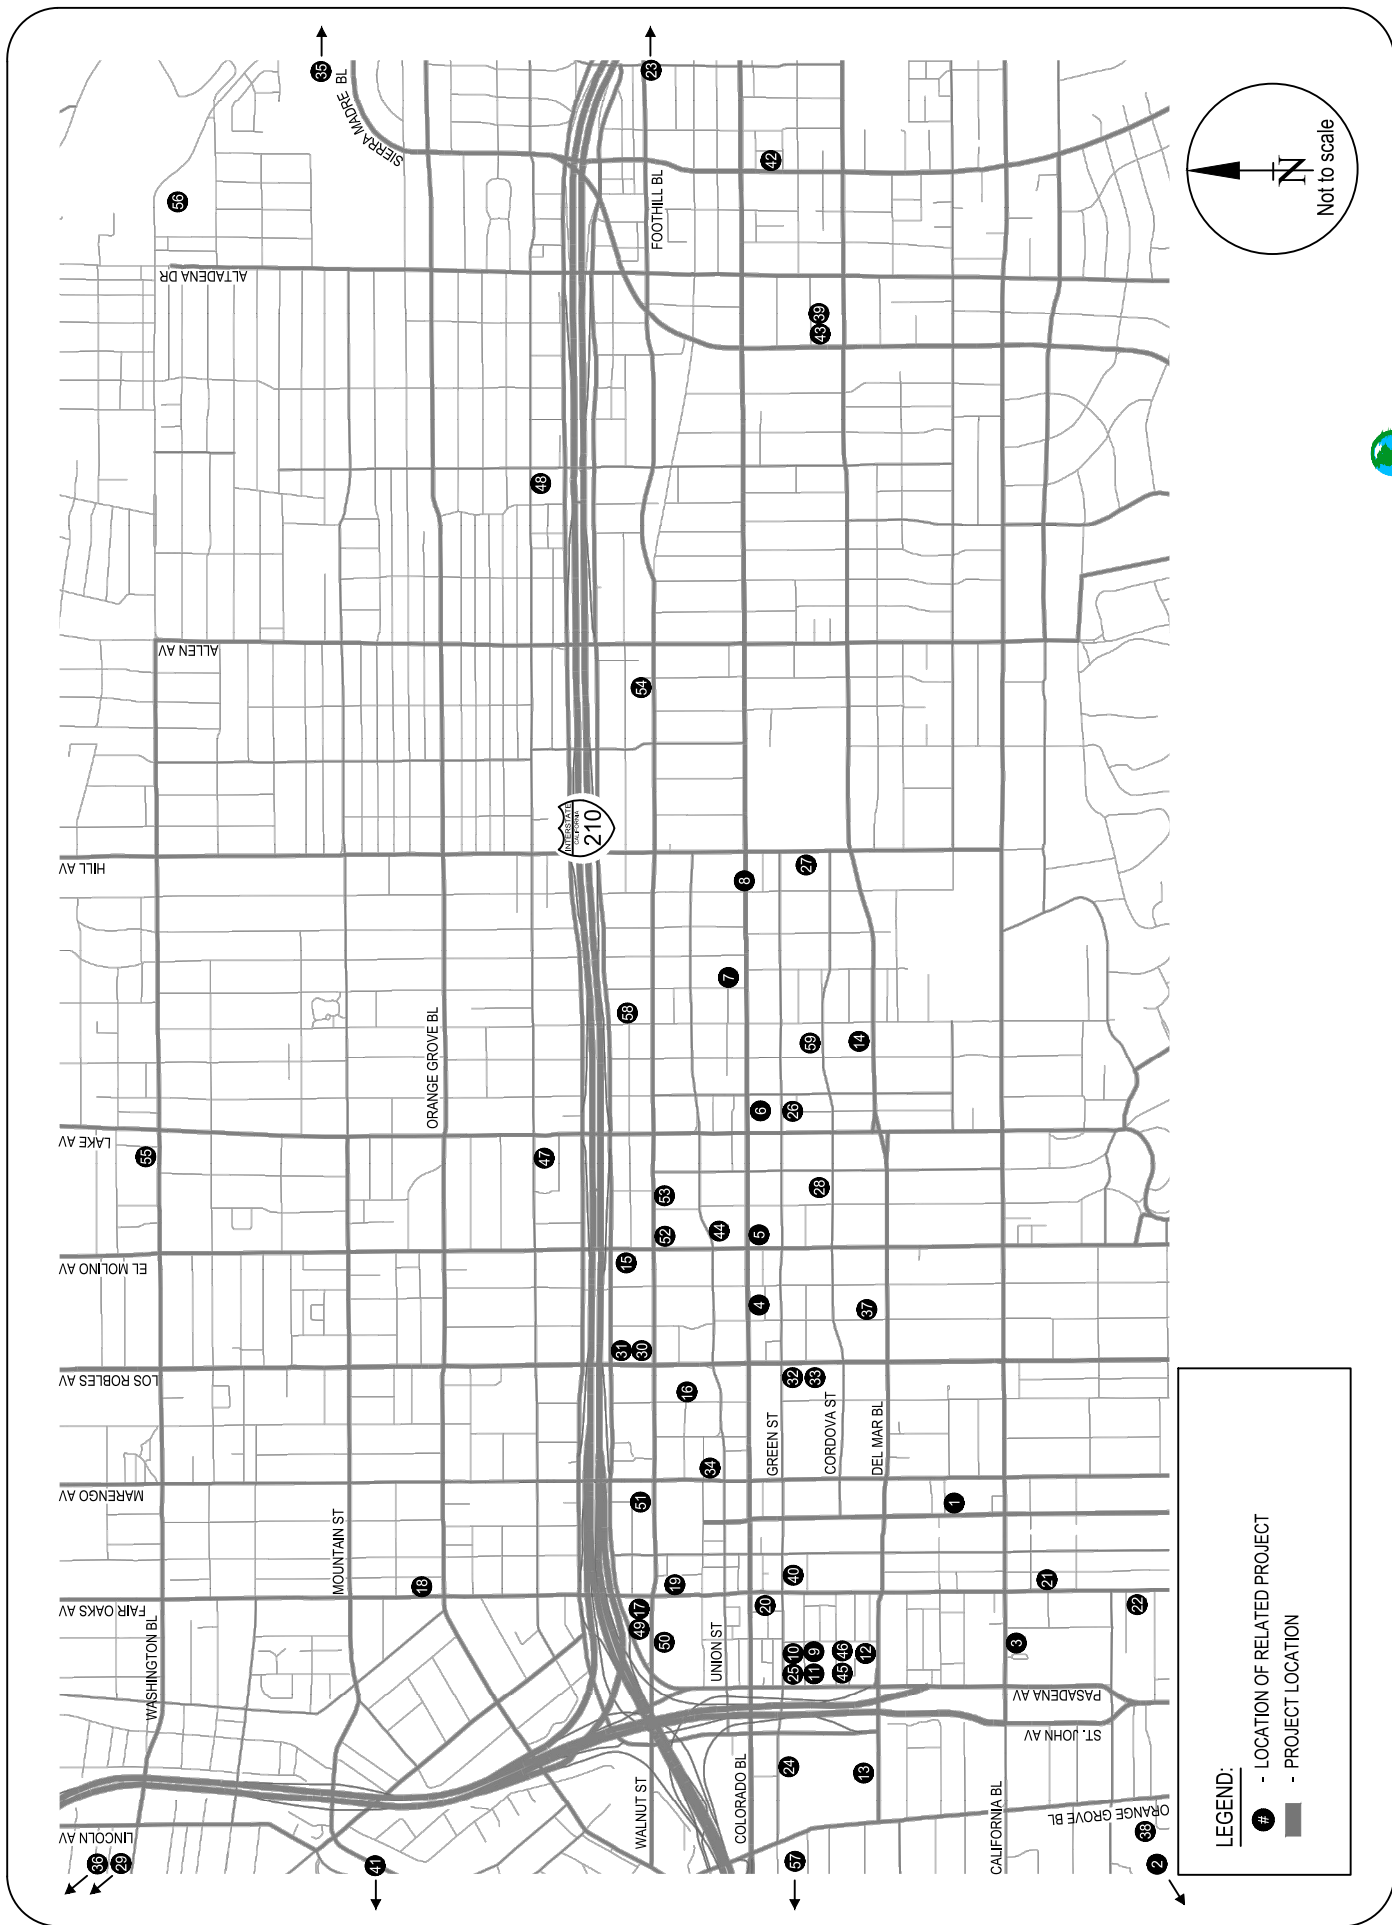 36
29
41
57
2
38
LINCOLN AV
WASHINGTON BL
FAIR OAKS AV
MARENGO AV
LOS ROBLES AV
EL MOLINO AV
LAKE AV
HILL AV
ALLEN AV
ALTADENA DR
SIERRA MADRE BL
MOUNTAIN ST
ORANGE GROVE BL
FOOTHILL BL
WALNUT ST
UNION ST
COLORADO BL
GREEN ST
CORDOVA ST
DEL MAR BL
CALIFORNIA BL
PASADENA AV
ST. JOHN AV
ORANGE GROVE BL
INTERSTATE
CALIFORNIA
210
35
23
56
42
39
43
48
54
55
47
58
7
8
27
59
14
6
26
53
52
44
5
28
15
4
37
31
30
16
32
33
34
51
1
18
19
40
21
17
49
50
20
10
9
46
12
25
11
45
3
22
24
13
N
Not to scale
LEGEND:
# - LOCATION OF RELATED PROJECT
- PROJECT LOCATION